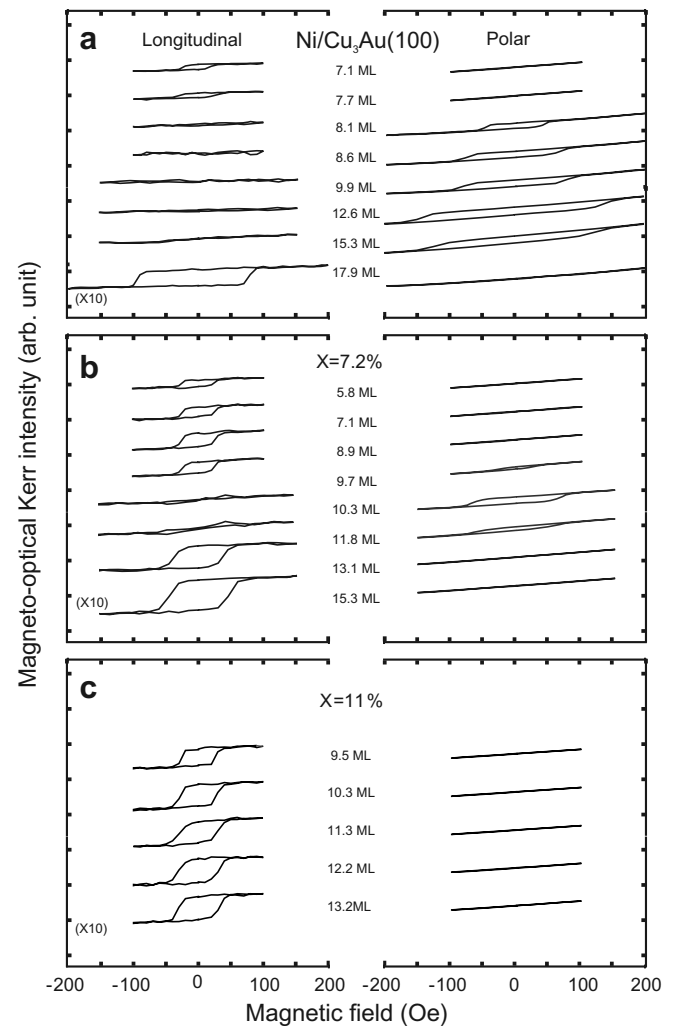 a
Longitudinal
Ni/Cu₃Au(100)
Polar
7.1 ML
7.7 ML
8.1 ML
8.6 ML
9.9 ML
12.6 ML
15.3 ML
17.9 ML
(X10)
b
X=7.2%
5.8 ML
7.1 ML
8.9 ML
9.7 ML
10.3 ML
11.8 ML
13.1 ML
15.3 ML
(X10)
c
X=11%
9.5 ML
10.3 ML
11.3 ML
12.2 ML
13.2ML
(X10)
-200 -100 0 100 200 -200 -100 0 100 200
Magnetic field (Oe)
Magneto-optical Kerr intensity (arb. unit)